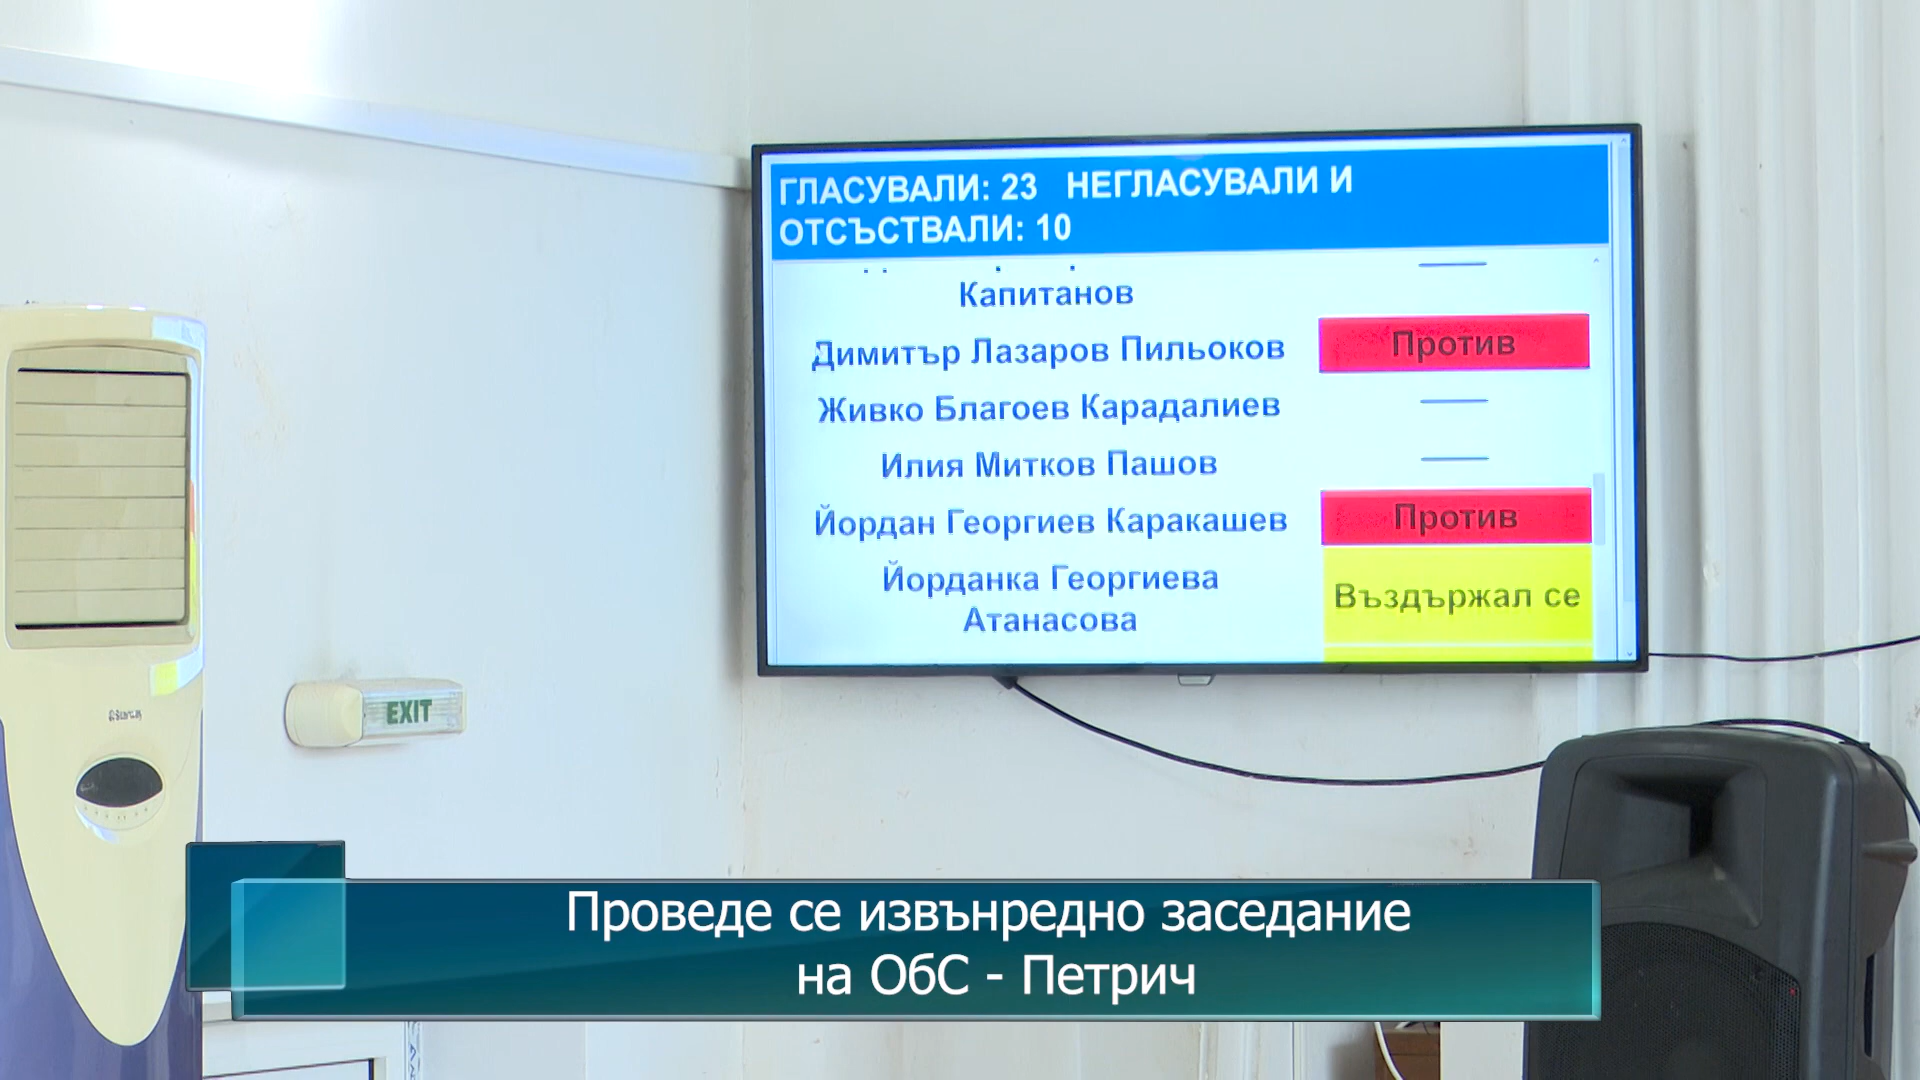 ГЛАСУВАЛИ: 23 НЕГЛАСУВАЛИ И
ОТСЪСТВАЛИ: 10
Капитанов
Димитър Лазаров Пильоков Против
Живко Благоев Карадалиев
Илия Митков Пашов
Йордан Георгиев Каракашев Против
Йорданка Георгиева
Атанасова
Въздържал се
EXIT
Проведе се извънредно заседание
на ОбС - Петрич